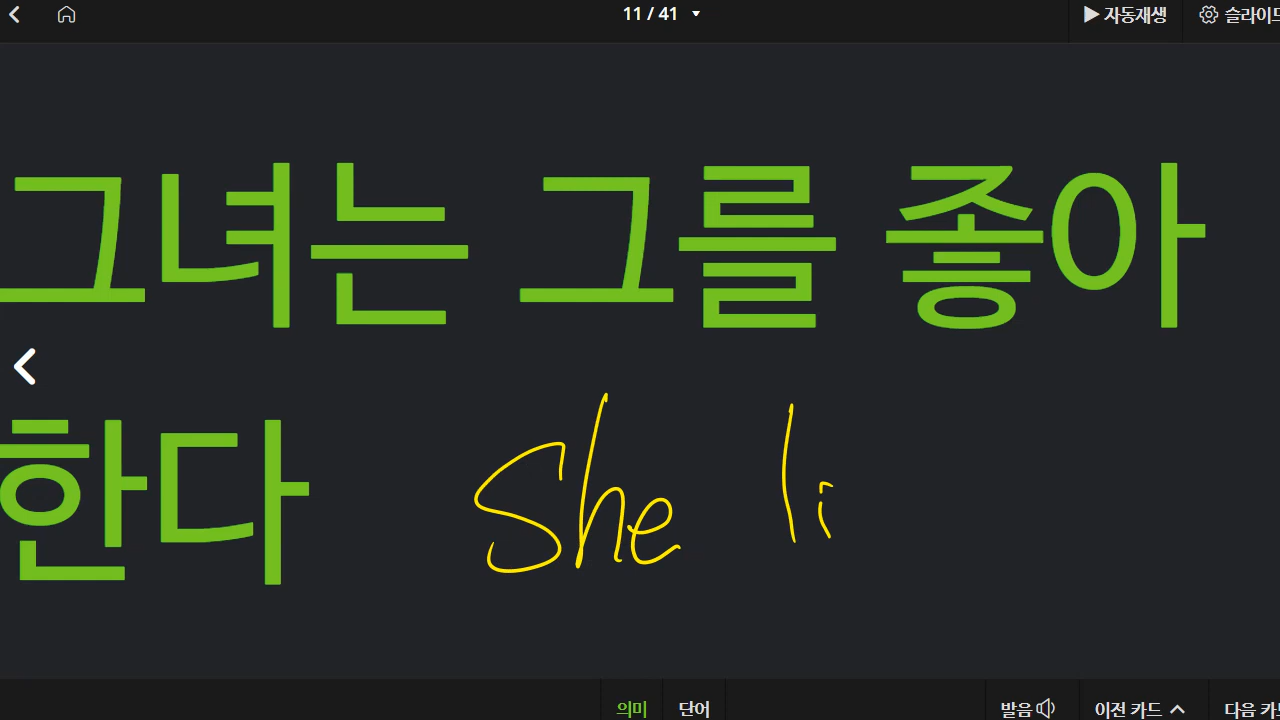 11 / 41
자동재생
슬라이드
그녀는 그를 좋아
한다
She li
의미
단어
발음
이전 카드
다음 카